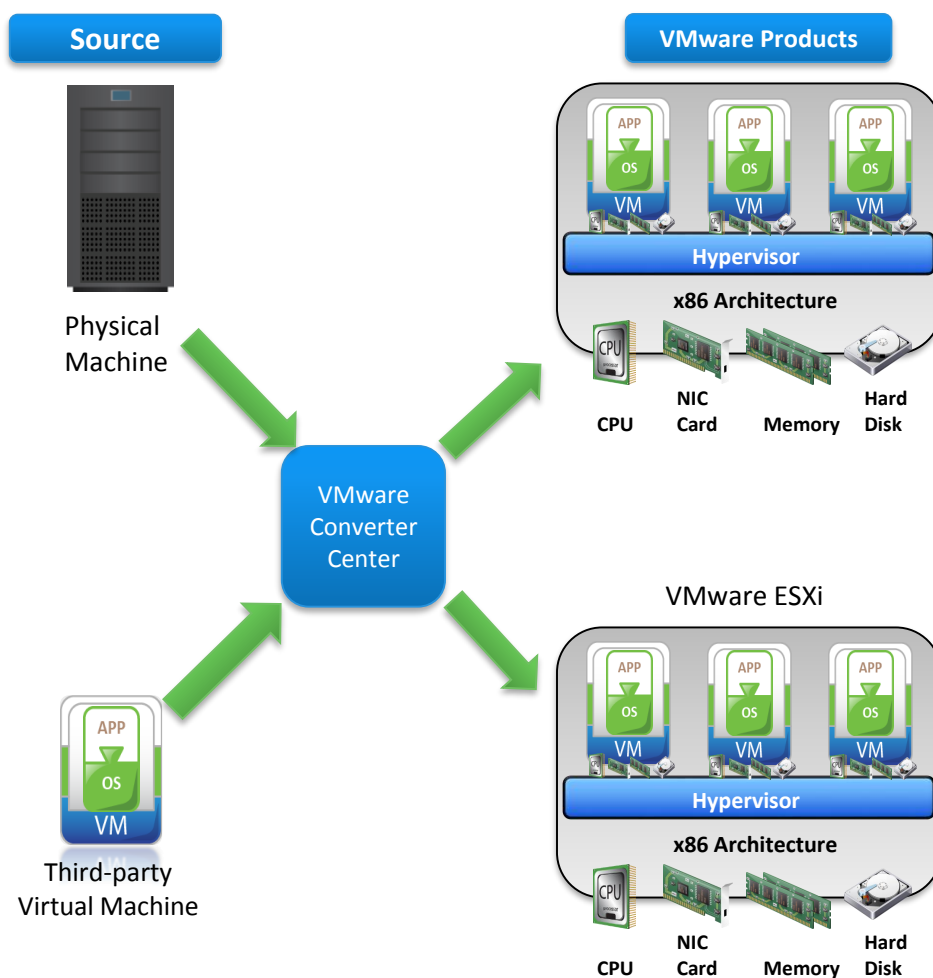 Source
VMware Products
APP
OS
VM
APP
OS
VM
APP
OS
VM
Hypervisor
x86 Architecture
CPU
CPU
NIC
Card
Memory
Hard
Disk
Physical
Machine
VMware
Converter
Center
VMware ESXi
APP
OS
VM
APP
OS
VM
APP
OS
VM
Hypervisor
x86 Architecture
CPU
CPU
NIC
Card
Memory
Hard
Disk
APP
OS
VM
Third-party
Virtual Machine